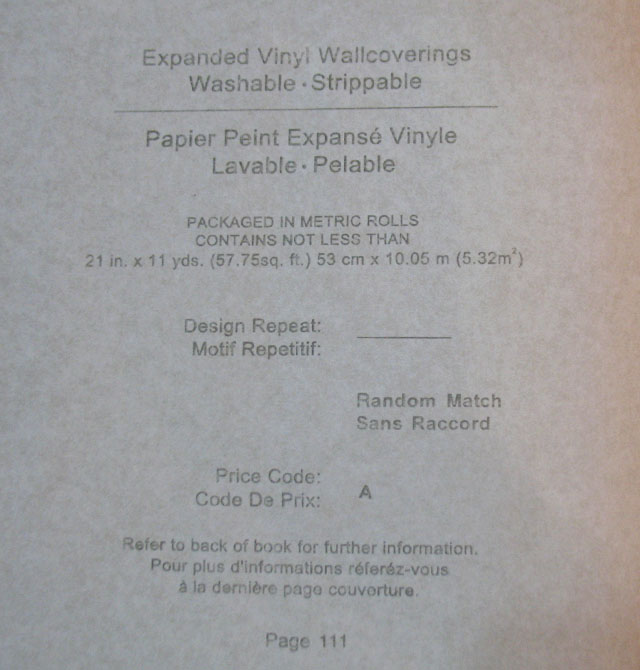 Expanded Vinyl Wallcoverings
Washable · Strippable
Papier Peint Expansé Vinyle
Lavable · Pelable
PACKAGED IN METRIC ROLLS
CONTAINS NOT LESS THAN
21 in. x 11 yds. (57.75sq. ft.) 53 cm x 10.05 m (5.32m²)
Design Repeat:
Motif Repetitif:
Random Match
Sans Raccord
Price Code:
Code De Prix: A
Refer to back of book for further information.
Pour plus d'informations réferéz-vous
à la dernière page couverture.
Page 111